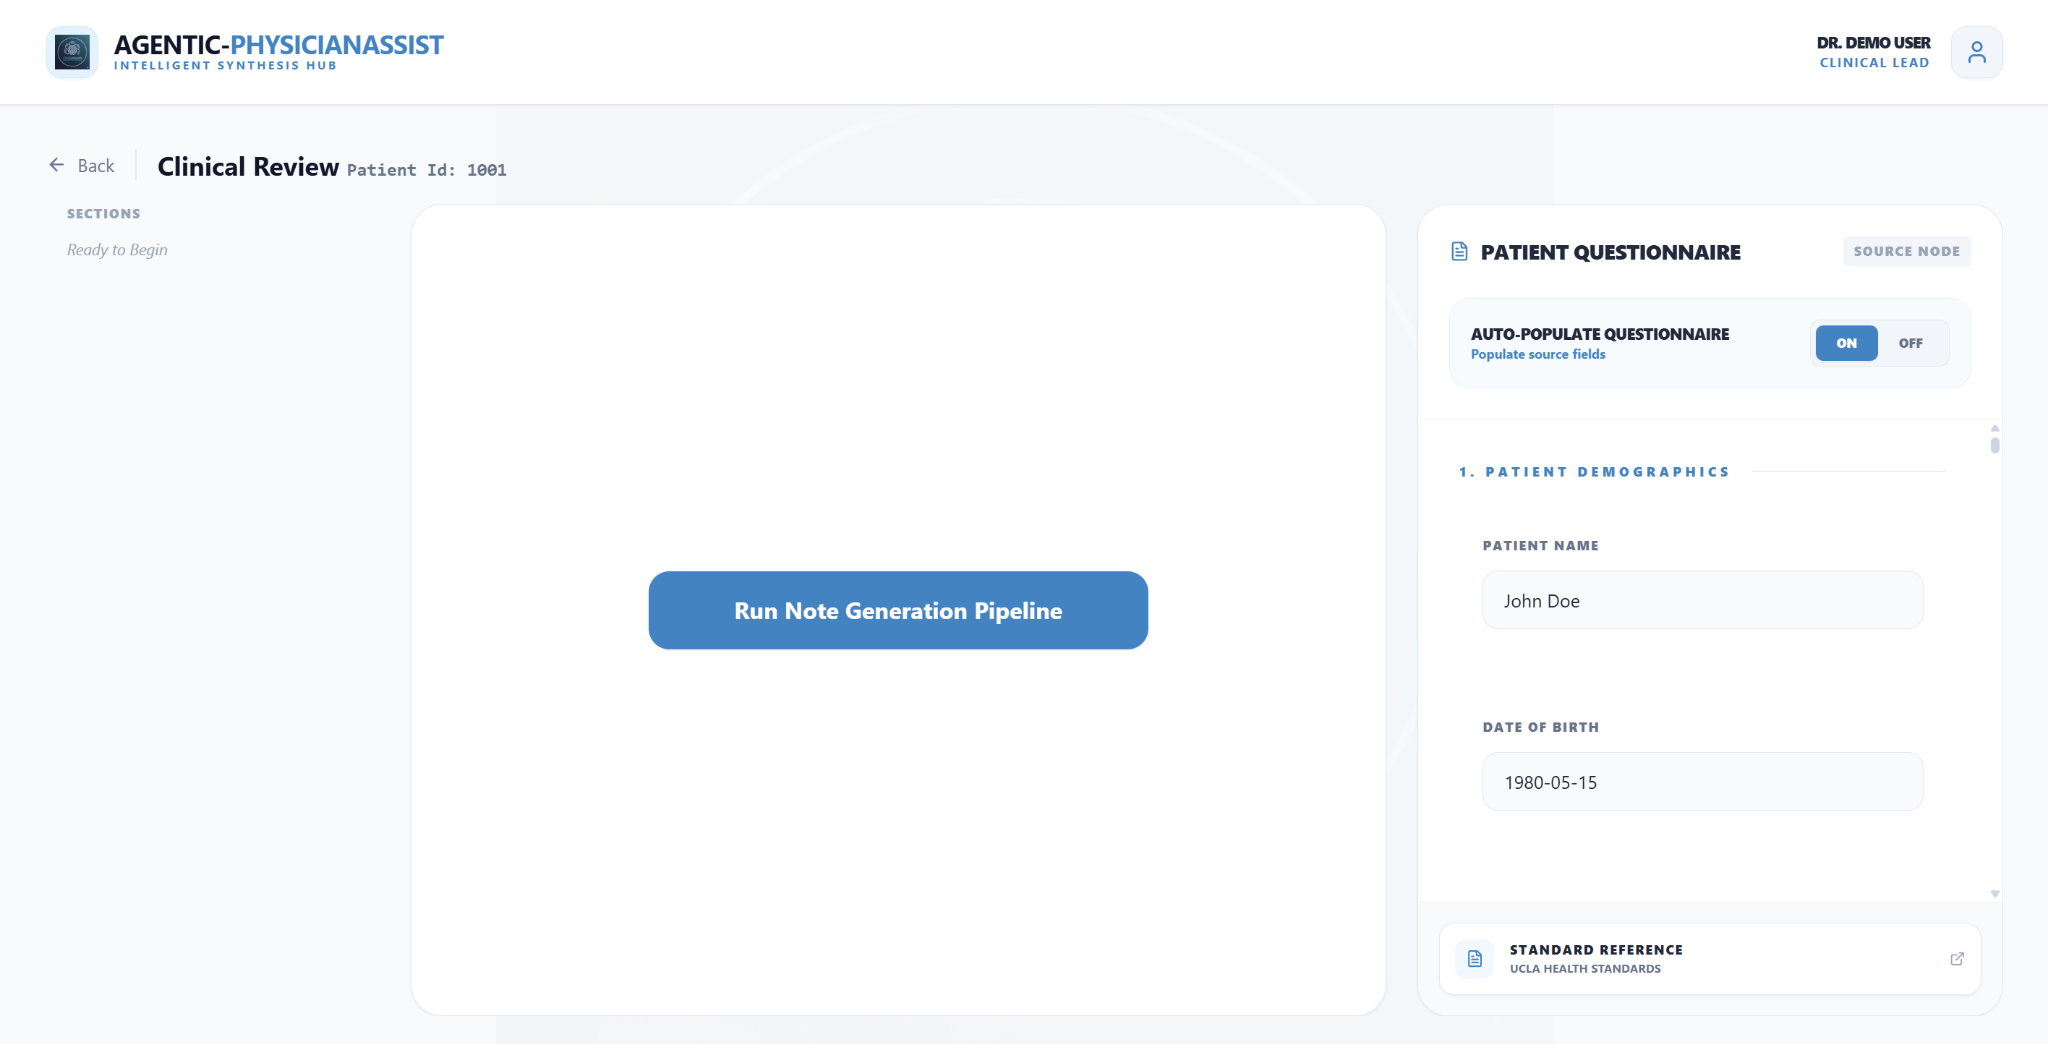 AGENTIC-PHYSICIANASSIST
INTELLIGENT SYNTHESIS HUB
DR. DEMO USER
CLINICAL LEAD
Back
Clinical Review Patient Id: 1001
SECTIONS
Ready to Begin
Run Note Generation Pipeline
PATIENT QUESTIONNAIRE
SOURCE NODE
AUTO-POPULATE QUESTIONNAIRE
Populate source fields
ON OFF
1. PATIENT DEMOGRAPHICS
PATIENT NAME
John Doe
DATE OF BIRTH
1980-05-15
STANDARD REFERENCE
UCLA HEALTH STANDARDS